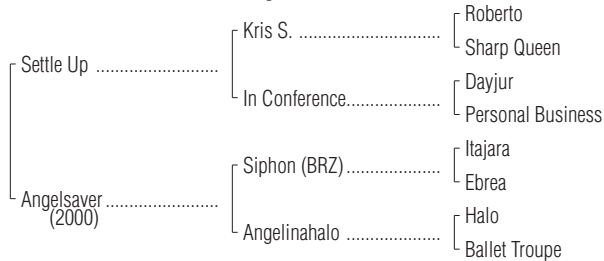 Roberto
Kris S. ........................................
Sharp Queen
Settle Up ..........................
Dayjur
In Conference.....................
Personal Business
Itajara
Siphon (BRZ).....................
Ebrea
Angelsaver ........................
(2000)
Halo
Angelinahalo .....................
Ballet Troupe